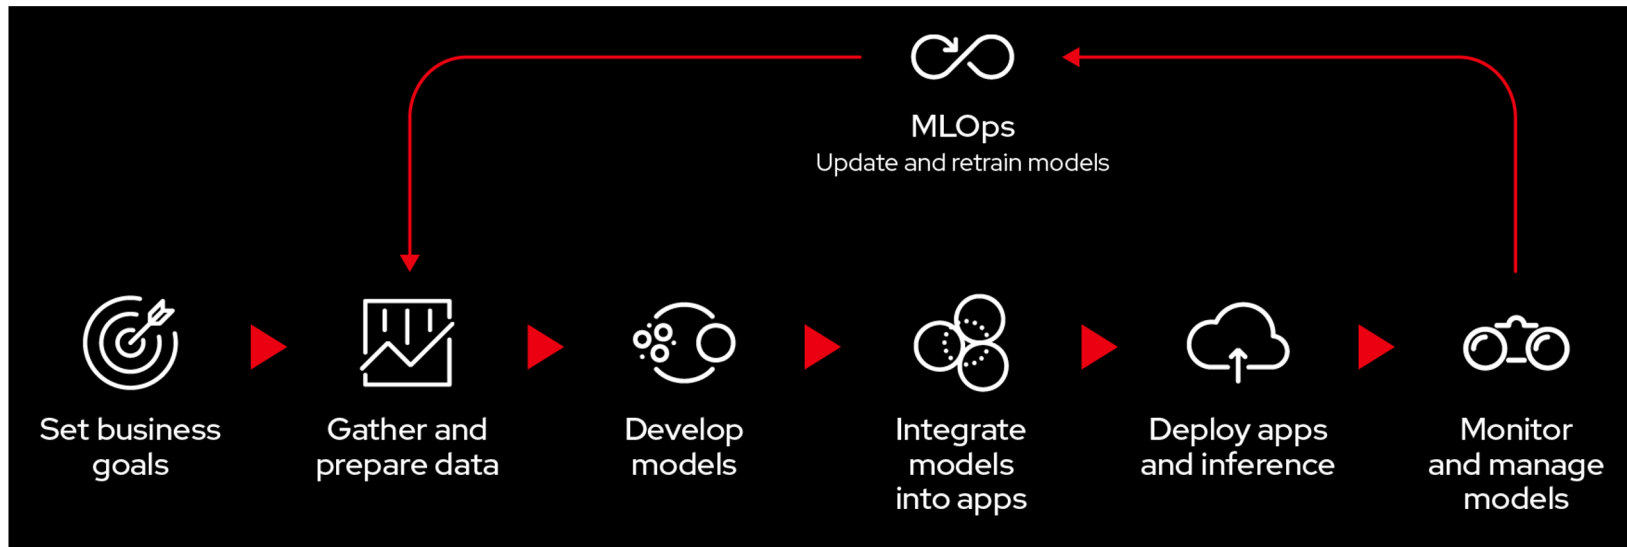 MLOps
Update and retrain models
Set business
goals
Gather and
prepare data
Develop
models
Integrate
models
into apps
Deploy apps
and inference
Monitor
and manage
models